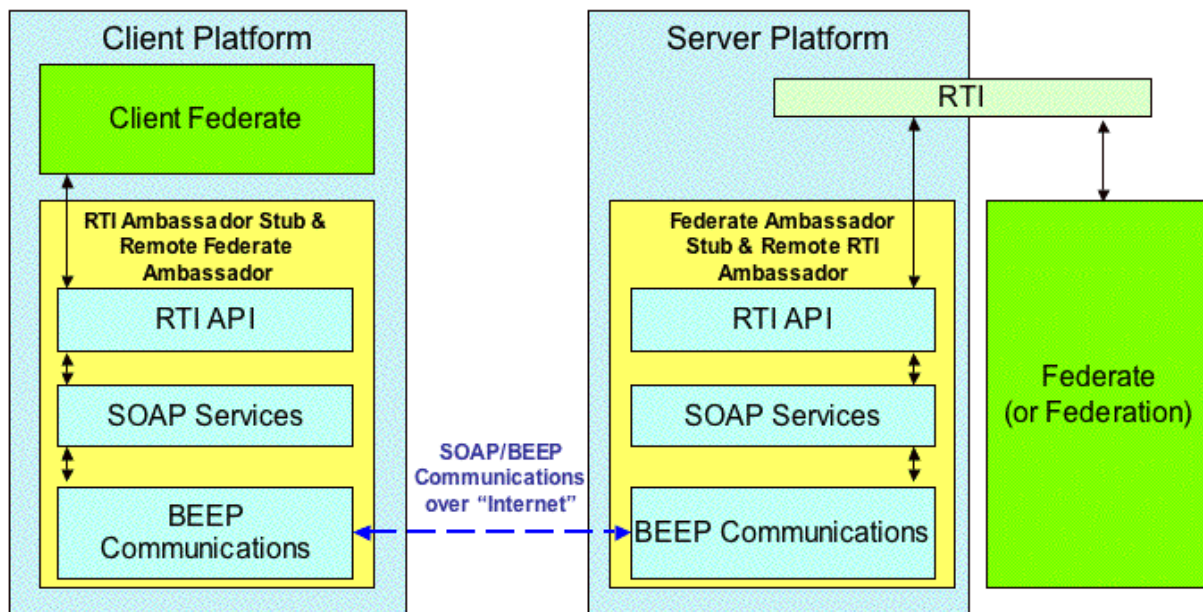 Client Platform
Client Federate
RTI Ambassador Stub &
Remote Federate
Ambassador
RTI API
SOAP Services
BEEP
Communications
SOAP/BEEP
Communications
over “Internet”
Server Platform
RTI
Federate Ambassador
Stub & Remote RTI
Ambassador
RTI API
SOAP Services
BEEP Communications
Federate
(or Federation)